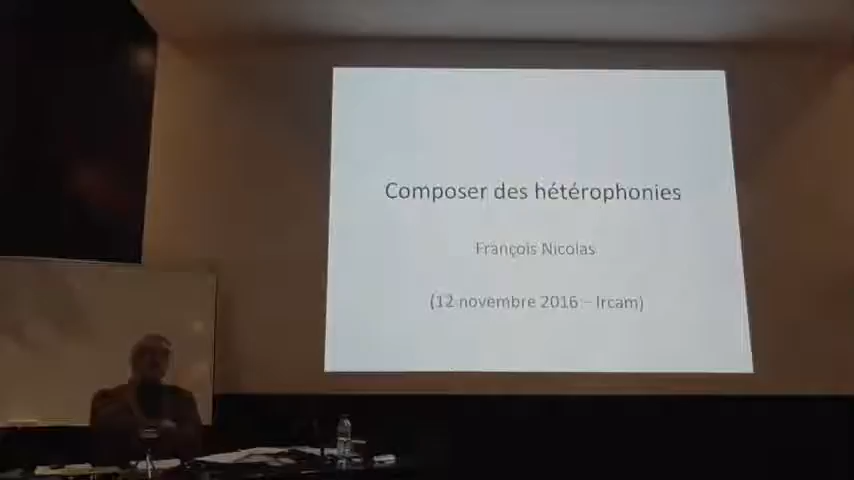 Composer des hétérophonies
François Nicolas
(12 novembre 2016 – Ircam)